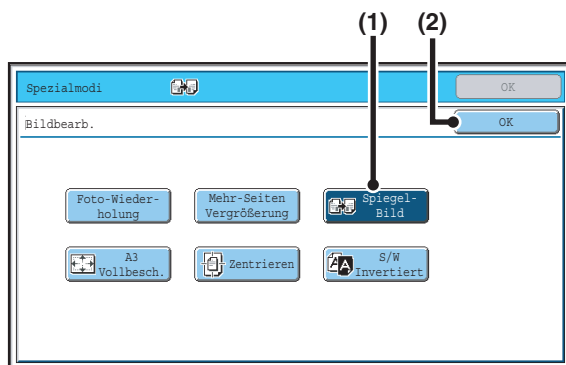 (1) (2)
Spezialmodi OK
Bildbearb. OK
Foto-Wieder-
holung
Mehr-Seiten
Vergrößerung
Spiegel-
Bild
A3
Vollbesch.
Zentrieren
S/W
Invertiert